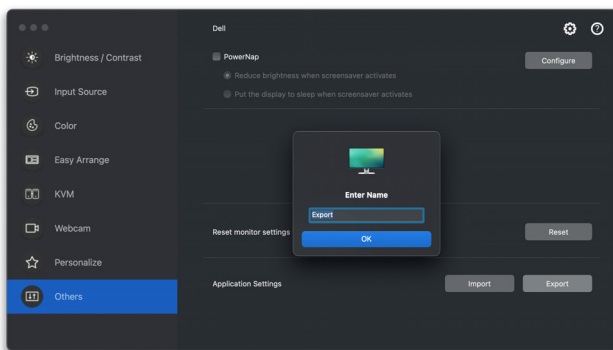 Dell
Brightness / Contrast
PowerNap
Configure
Reduce brightness when screensaver activates
Input Source
Put the display to sleep when screensaver activates
Color
Easy Arrange
KVM
Enter Name
Export
OK
Webcam
Reset monitor settings
Reset
Personalize
Application Settings
Import
Export
Others